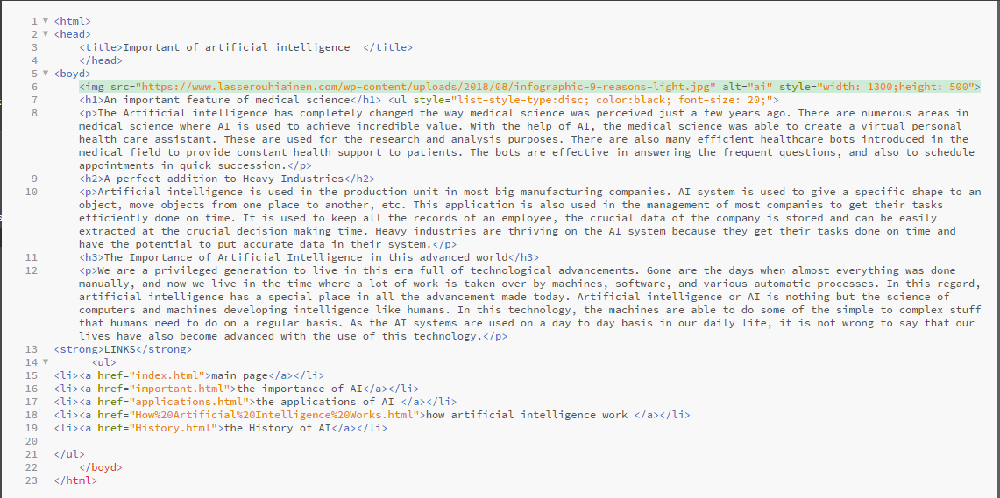 1 <html>
2 <head>
3 <title>Important of artificial intelligence  </title>
4 </head>
5 <boyd>
6 <img src="https://www.lasserouhiainen.com/wp-content/uploads/2018/08/infographic-9-reasons-light.jpg" alt="ai" style="width: 1300;height: 500">
7 <h1>An important feature of medical science</h1> <ul style="list-style-type:disc; color:black; font-size: 20;">
8 <p>The Artificial intelligence has completely changed the way medical science was perceived just a few years ago. There are numerous areas in
medical science where AI is used to achieve incredible value. With the help of AI, the medical science was able to create a virtual personal
health care assistant. These are used for the research and analysis purposes. There are also many efficient healthcare bots introduced in the
medical field to provide constant health support to patients. The bots are effective in answering the frequent questions, and also to schedule
appointments in quick succession.</p>
9 <h2>A perfect addition to Heavy Industries</h2>
10 <p>Artificial intelligence is used in the production unit in most big manufacturing companies. AI system is used to give a specific shape to an
object, move objects from one place to another, etc. This application is also used in the management of most companies to get their tasks
efficiently done on time. It is used to keep all the records of an employee, the crucial data of the company is stored and can be easily
extracted at the crucial decision making time. Heavy industries are thriving on the AI system because they get their tasks done on time and
have the potential to put accurate data in their system.</p>
11 <h3>The Importance of Artificial Intelligence in this advanced world</h3>
12 <p>We are a privileged generation to live in this era full of technological advancements. Gone are the days when almost everything was done
manually, and now we live in the time where a lot of work is taken over by machines, software, and various automatic processes. In this regard,
artificial intelligence has a special place in all the advancement made today. Artificial intelligence or AI is nothing but the science of
computers and machines developing intelligence like humans. In this technology, the machines are able to do some of the simple to complex stuff
that humans need to do on a regular basis. As the AI systems are used on a day to day basis in our daily life, it is not wrong to say that our
lives have also become advanced with the use of this technology.</p>
13 <strong>LINKS</strong>
14 <ul>
15 <li><a href="index.html">main page</a></li>
16 <li><a href="important.html">the importance of AI</a></li>
17 <li><a href="applications.html">the applications of AI </a></li>
18 <li><a href="How%20Artificial%20Intelligence%20Works.html">how artificial intelligence work </a></li>
19 <li><a href="History.html">the History of AI</a></li>
20
21 </ul>
22 </boyd>
23 </html>